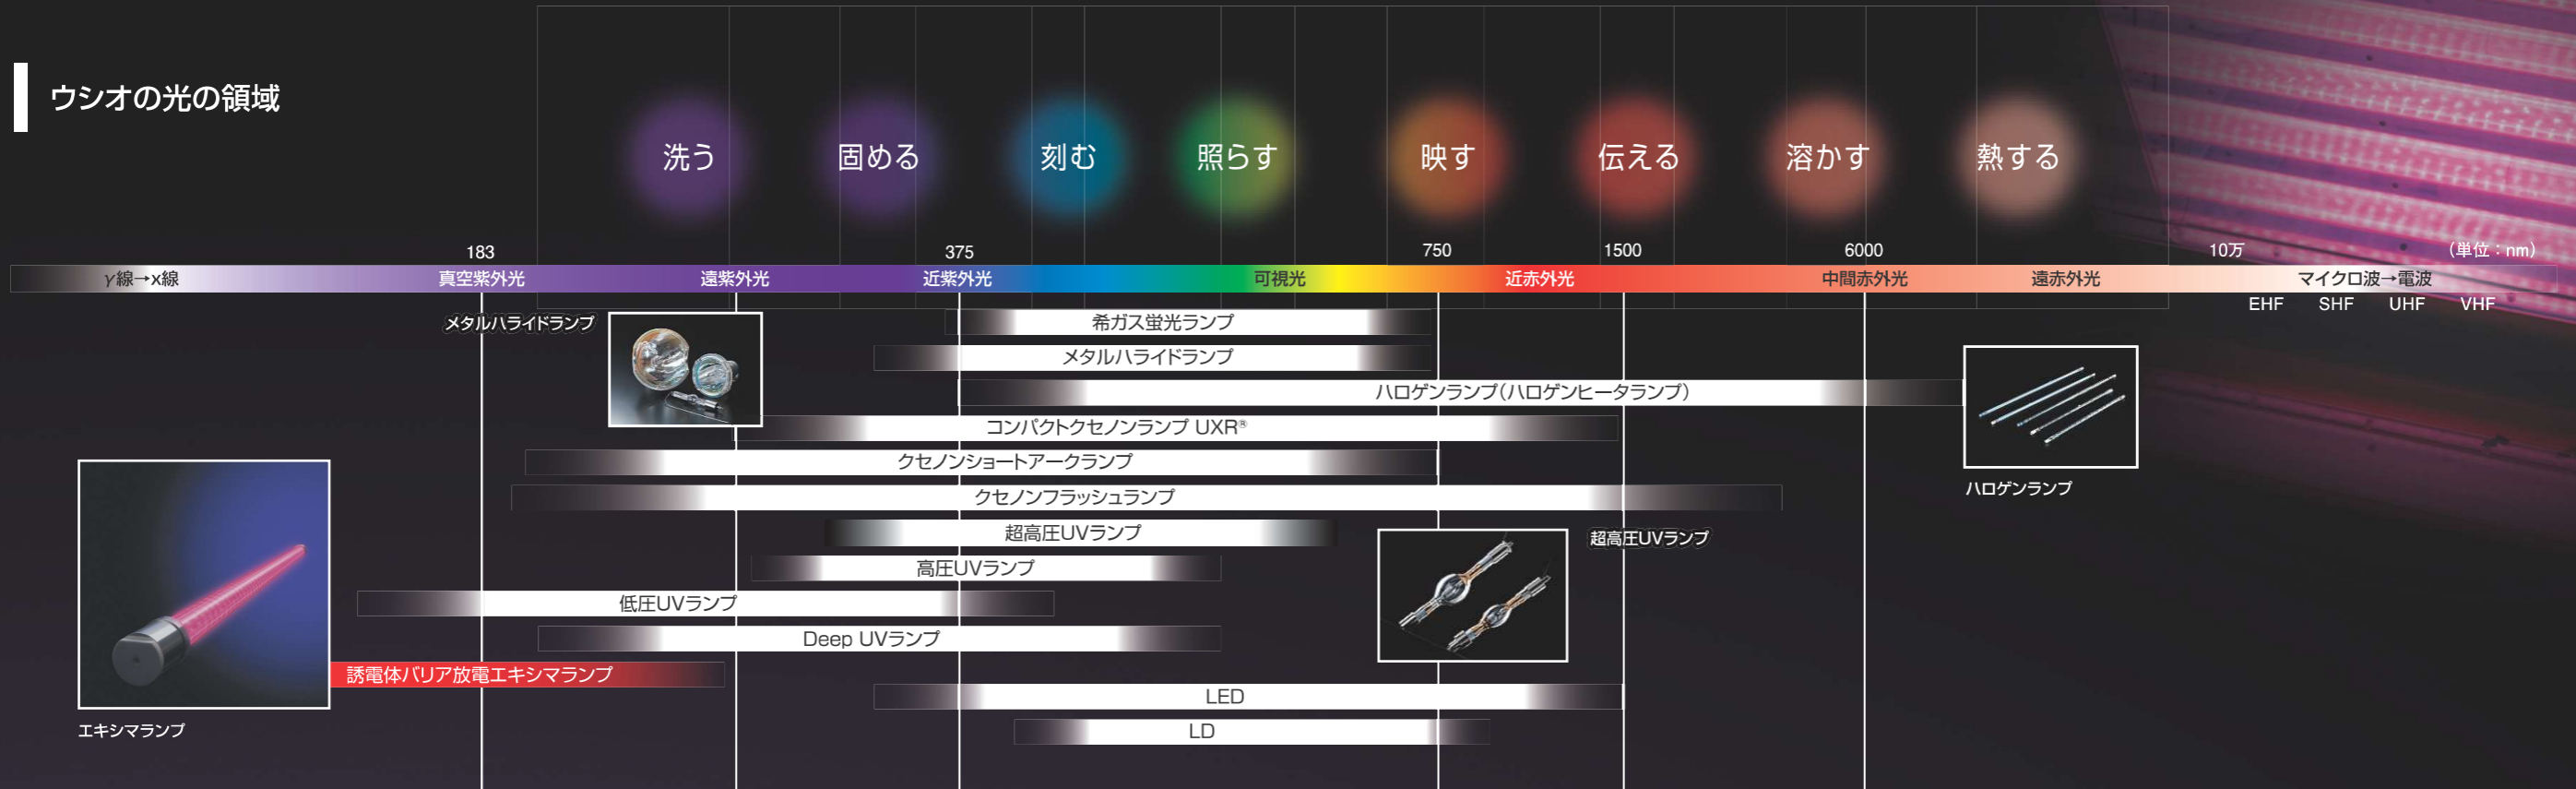 ウシオの光の領域
洗う 固める 刻む 照らす 映す 伝える 溶かす 熱する
183 375 750 1500 6000 10万 (単位:nm)
γ線→x線 真空紫外光 遠紫外光 近紫外光 可視光 近赤外光 中間赤外光 遠赤外光 マイクロ波→電波
EHF SHF UHF VHF
メタルハライドランプ
希ガス蛍光ランプ
メタルハライドランプ
ハロゲンランプ(ハロゲンヒータランプ)
コンパクトクセノンランプ UXR®
クセノンショートアークランプ
ハロゲンランプ
クセノンフラッシュランプ
超高圧UVランプ
超高圧UVランプ
高圧UVランプ
低圧UVランプ
Deep UVランプ
誘電体バリア放電エキシマランプ
LED
エキシマランプ
LD